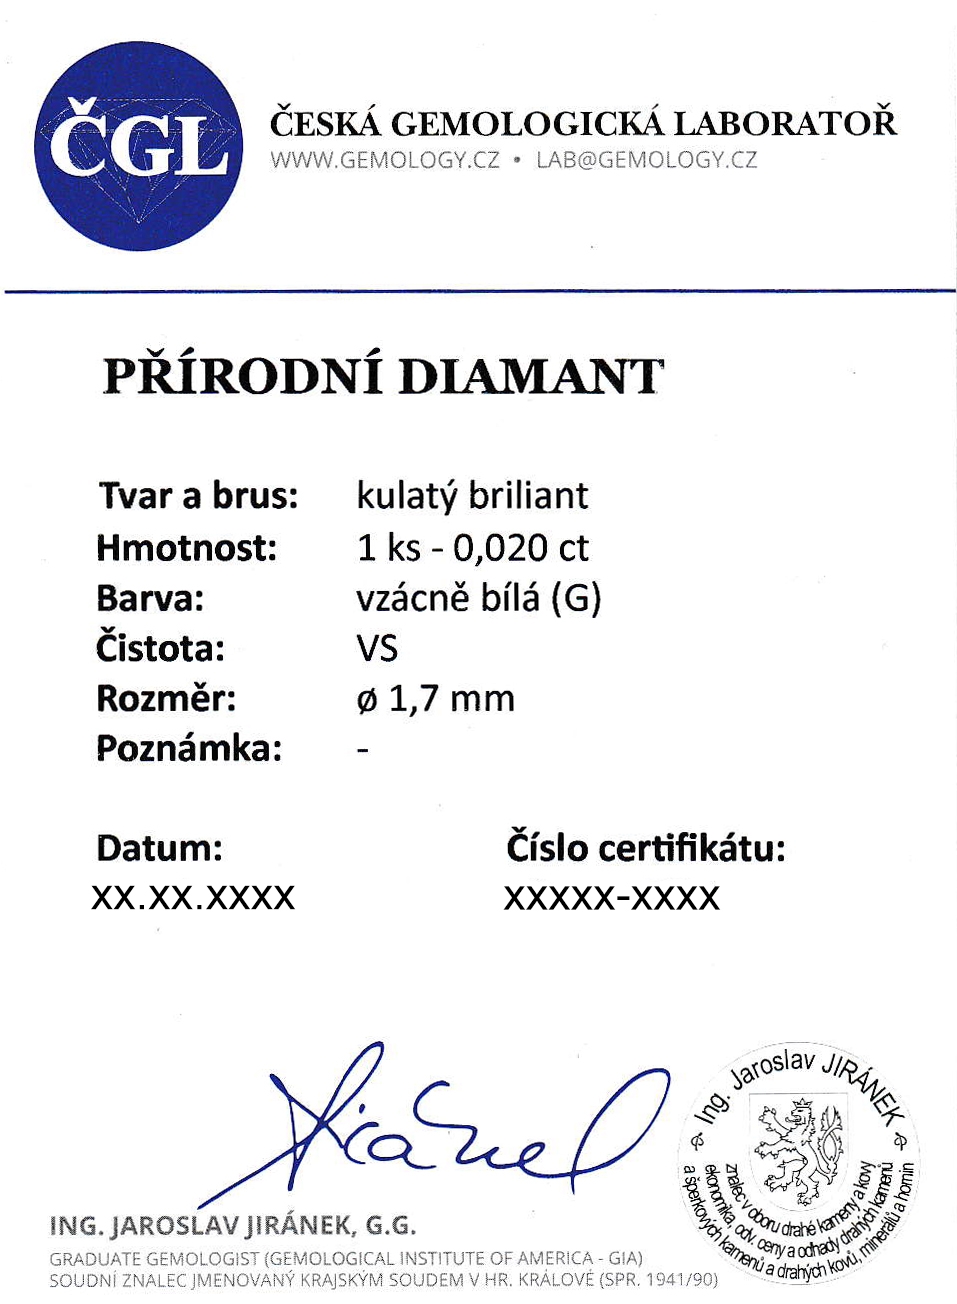 ČGL
ČESKÁ GEMOLOGICKÁ LABORATOŘ
WWW.GEMOLOGY.CZ • LAB@GEMOLOGY.CZ
PŘÍRODNÍ DIAMANT
Tvar a brus: kulatý briliant
Hmotnost: 1 ks - 0,020 ct
Barva: vzácně bílá (G)
Čistota: VS
Rozměr: ø 1,7 mm
Poznámka: -
Datum: Číslo certifikátu:
XX.XX.XXXX XXXXX-XXXX
Ing. Jaroslav JIRÁNEK
znalec v oboru drahé kameny a kovy
ekonomika, odv. ceny a odhady drahých kamenů
a šperkových kamenů a drahých kovů, minerálů a hornin
ING. JAROSLAV JIRÁNEK, G.G.
GRADUATE GEMOLOGIST (GEMOLOGICAL INSTITUTE OF AMERICA - GIA)
SOUDNÍ ZNALEC JMENOVANÝ KRAJSKÝM SOUDEM V HR. KRÁLOVÉ (SPR. 1941/90)